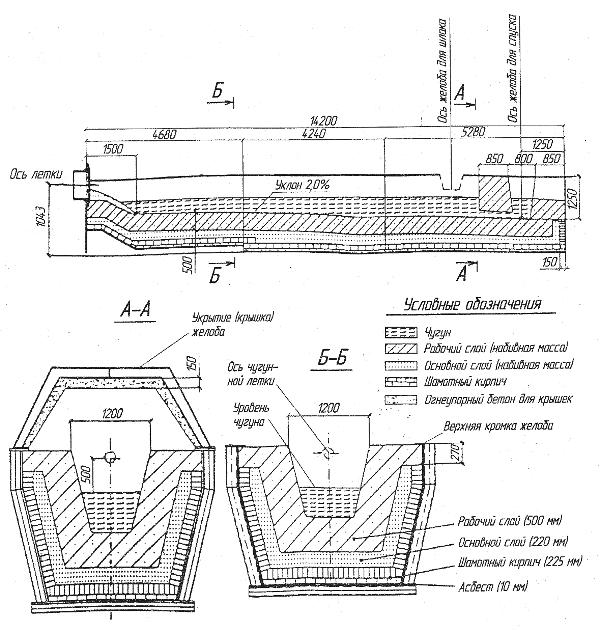 Ось желоба для шлака
Ось желоба для спуска
Б
А
14200
4680
4240
5280
1500
1250
Ось летки
850
800
850
Уклон 2,0%
1043
1250
500
Б
А
150
А–А
Условные обозначения
Укрытие (крышка)
желоба
Чугун
Рабочий слой (набивная масса)
Основной слой (набивная масса)
Шамотный кирпич
Огнеупорный бетон для крышек
150
Б–Б
Ось чугун-
ной летки
1200
Уровень
чугуна
1200
Верхняя кромка желоба
500
270
Рабочий слой (500 мм)
Основной слой (220 мм)
Шамотный кирпич (225 мм)
Асбест (10 мм)